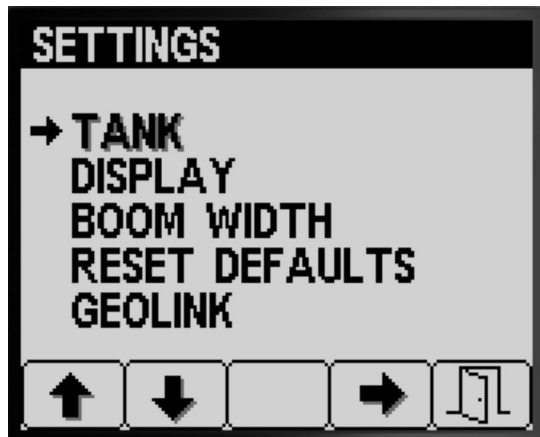 SETTINGS
TANK
DISPLAY
BOOM WIDTH
RESET DEFAULTS
GEOLINK